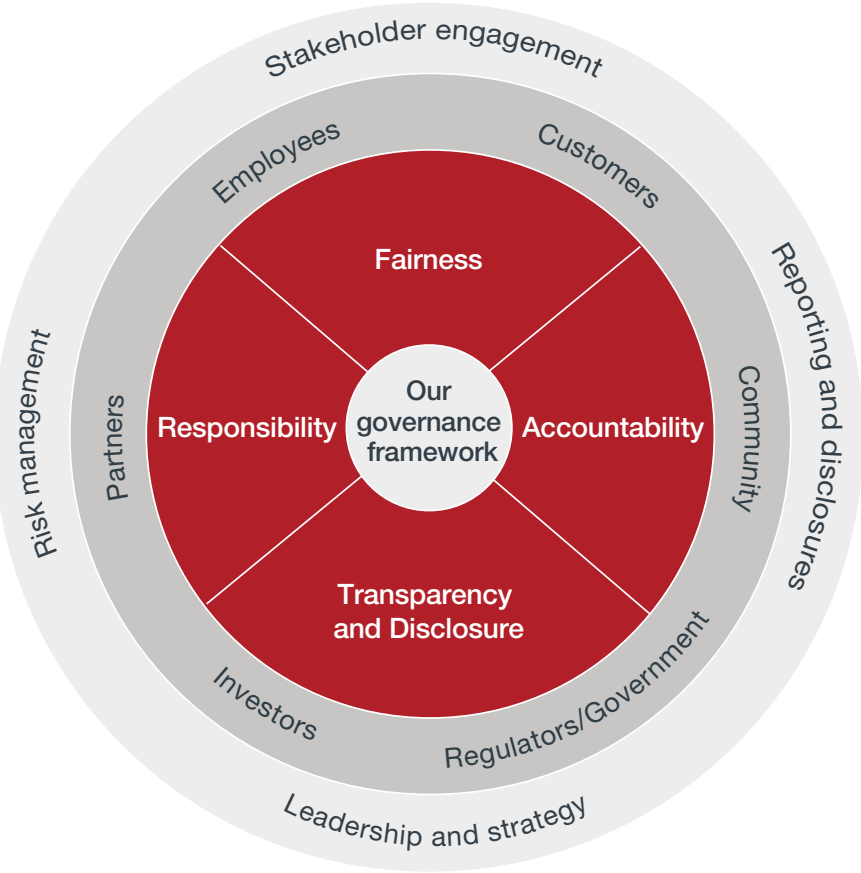 Stakeholder engagement
Employees
Customers
Fairness
Reporting and disclosures
Risk management
Partners
Responsibility
Our
governance
framework
Accountability
Community
Transparency
and Disclosure
Investors
Regulators/Government
Leadership and strategy